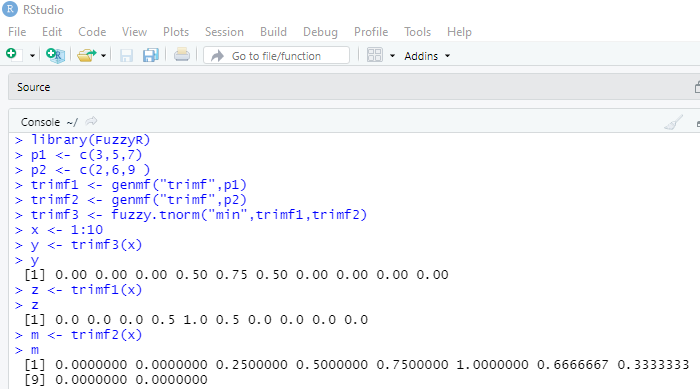 RStudio
File Edit Code View Plots Session Build Debug Profile Tools Help
Go to file/function Addins
Source
Console ~/
> library(FuzzyR)
> p1 <- c(3,5,7)
> p2 <- c(2,6,9 )
> trimf1 <- genmf("trimf",p1)
> trimf2 <- genmf("trimf",p2)
> trimf3 <- fuzzy.tnorm("min",trimf1,trimf2)
> x <- 1:10
> y <- trimf3(x)
> y
[1] 0.00 0.00 0.00 0.50 0.75 0.50 0.00 0.00 0.00 0.00
> z <- trimf1(x)
> z
[1] 0.0 0.0 0.0 0.5 1.0 0.5 0.0 0.0 0.0 0.0
> m <- trimf2(x)
> m
[1] 0.0000000 0.0000000 0.2500000 0.5000000 0.7500000 1.0000000 0.6666667 0.3333333
[9] 0.0000000 0.0000000